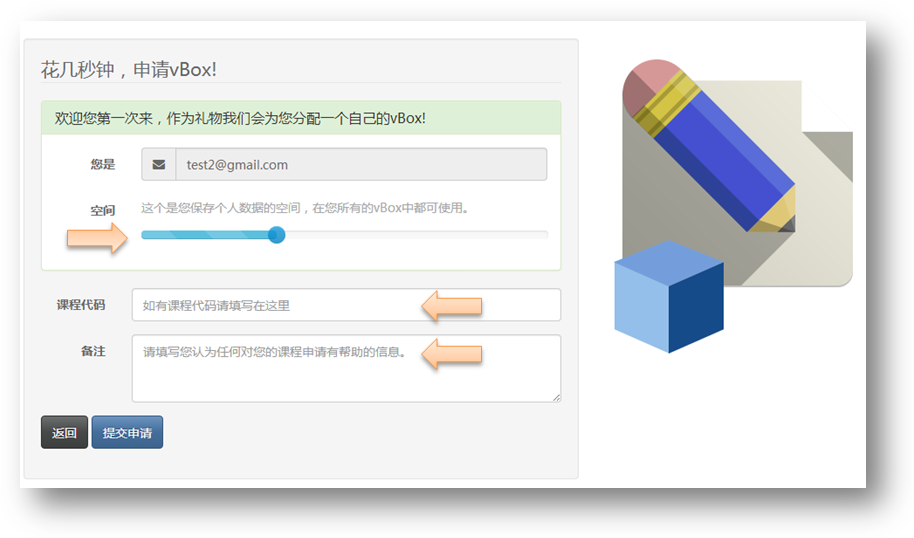 花几秒钟，申请vBox!
欢迎您第一次来，作为礼物我们会为您分配一个自己的vBox!
您是
test2@gmail.com
空间
这个是您保存个人数据的空间，在您所有的vBox中都可使用。
课程代码
如有课程代码请填写在这里
备注
请填写您认为任何对您的课程申请有帮助的信息。
返回
提交申请